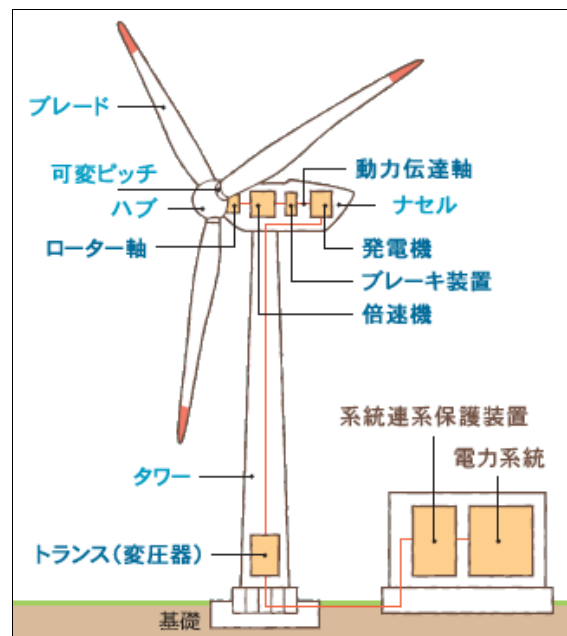 ブレード
可変ピッチ
ハブ
ローター軸
動力伝達軸
ナセル
発電機
ブレーキ装置
倍速機
系統連系保護装置
電力系統
タワー
トランス(変圧器)
基礎